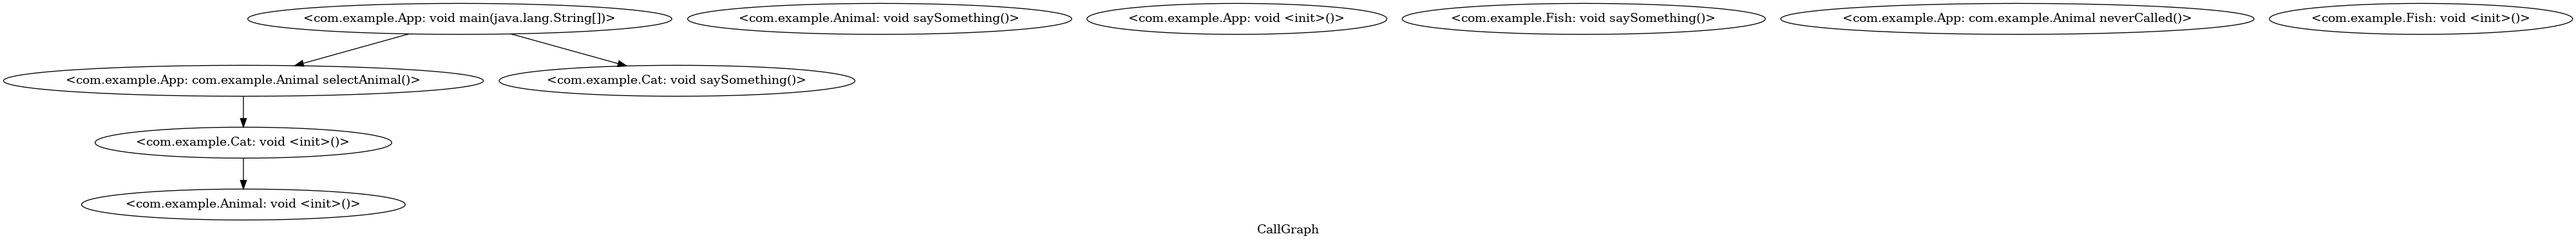 <com.example.App: void main(java.lang.String[])>
<com.example.Animal: void saySomething()>
<com.example.App: void <init>()>
<com.example.Fish: void saySomething()>
<com.example.App: com.example.Animal neverCalled()>
<com.example.Fish: void <init>()>
<com.example.App: com.example.Animal selectAnimal()>
<com.example.Cat: void saySomething()>
<com.example.Cat: void <init>()>
<com.example.Animal: void <init>()>
CallGraph